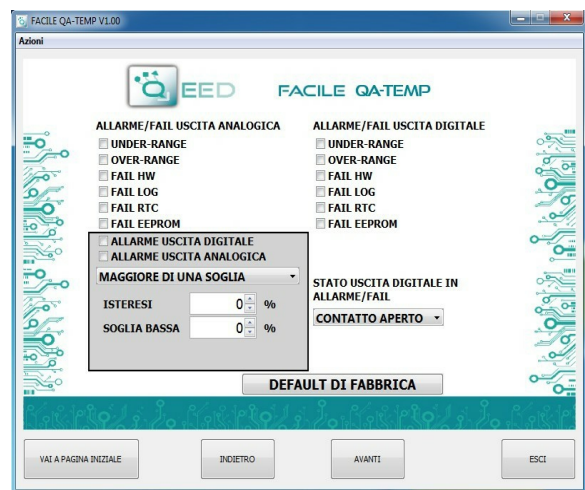 FACILE QA-TEMP V1.00
Azioni
QEED
FACILE QA-TEMP
ALLARME/FAIL USCITA ANALOGICA
UNDER-RANGE
OVER-RANGE
FAIL HW
FAIL LOG
FAIL RTC
FAIL EEPROM
ALLARME/FAIL USCITA DIGITALE
UNDER-RANGE
OVER-RANGE
FAIL HW
FAIL LOG
FAIL RTC
FAIL EEPROM
ALLARME USCITA DIGITALE
ALLARME USCITA ANALOGICA
MAGGIORE DI UNA SOGLIA
ISTERESI 0 %
SOGLIA BASSA 0 %
STATO USCITA DIGITALE IN
ALLARME/FAIL
CONTATTO APERTO
DEFAULT DI FABBRICA
VAI A PAGINA INIZIALE
INDIETRO
AVANTI
ESCI